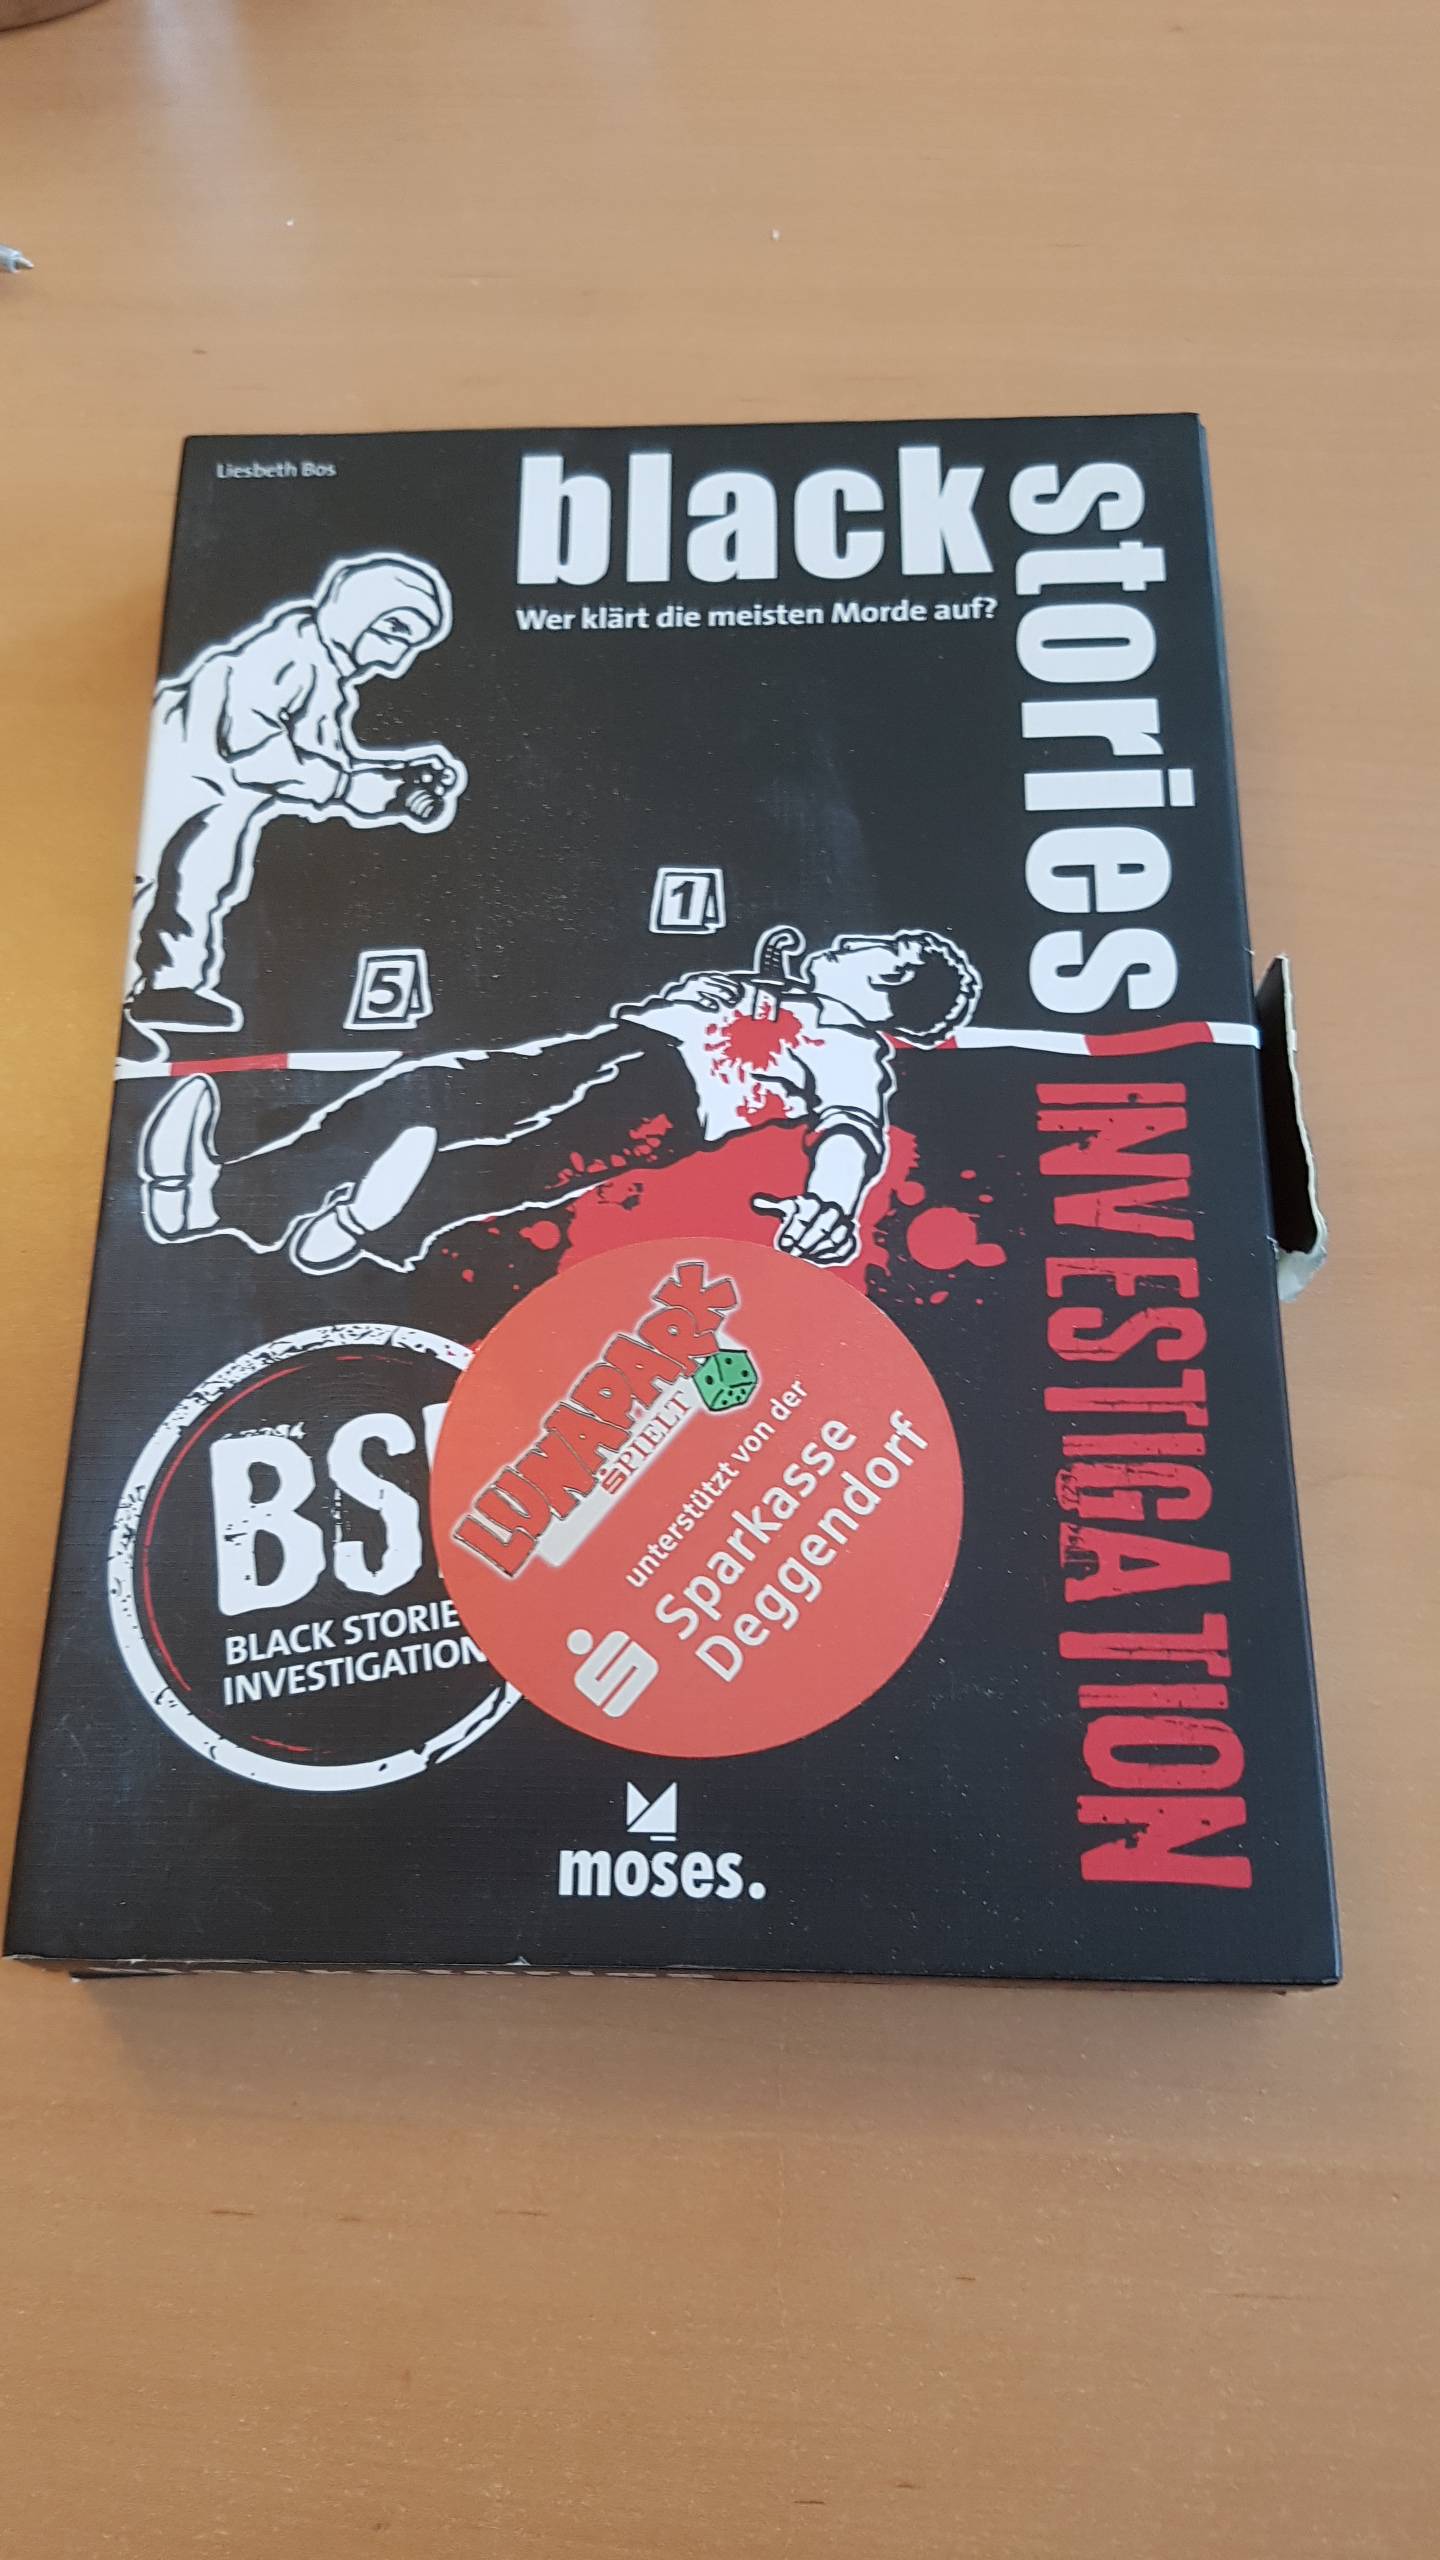 Liesbeth Bos
black
stories
Wer klärt die meisten Morde auf?
INVESTIGATION
1
5
BSI
BLACK STORIE
INVESTIGATION
LUNAPARK
SPIELT
unterstützt von der
Sparkasse
Deggendorf
moses.